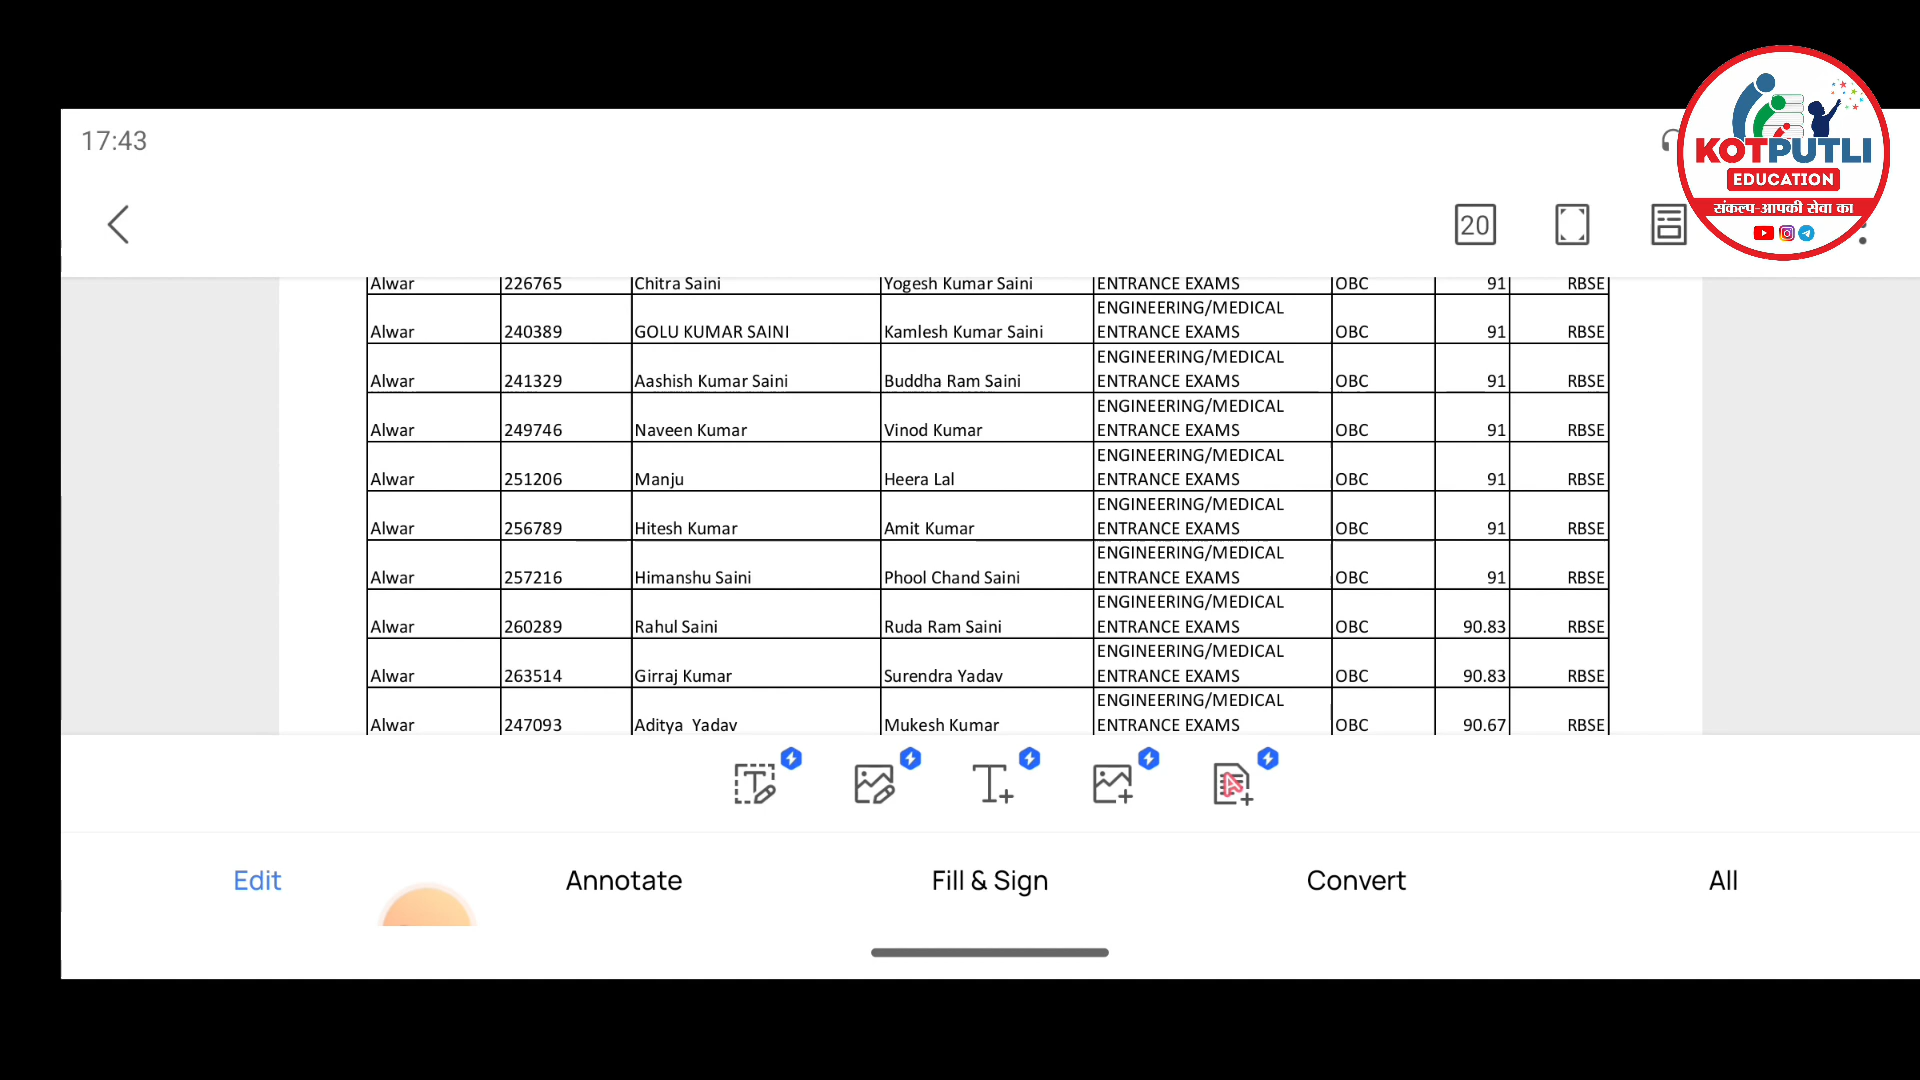 17:43
20
KOTPUTLI
EDUCATION
संकल्प-आपकी सेवा का
Alwar 226765 Chitra Saini Yogesh Kumar Saini ENTRANCE EXAMS OBC 91 RBSE
ENGINEERING/MEDICAL
Alwar 240389 GOLU KUMAR SAINI Kamlesh Kumar Saini ENTRANCE EXAMS OBC 91 RBSE
ENGINEERING/MEDICAL
Alwar 241329 Aashish Kumar Saini Buddha Ram Saini ENTRANCE EXAMS OBC 91 RBSE
ENGINEERING/MEDICAL
Alwar 249746 Naveen Kumar Vinod Kumar ENTRANCE EXAMS OBC 91 RBSE
ENGINEERING/MEDICAL
Alwar 251206 Manju Heera Lal ENTRANCE EXAMS OBC 91 RBSE
ENGINEERING/MEDICAL
Alwar 256789 Hitesh Kumar Amit Kumar ENTRANCE EXAMS OBC 91 RBSE
ENGINEERING/MEDICAL
Alwar 257216 Himanshu Saini Phool Chand Saini ENTRANCE EXAMS OBC 91 RBSE
ENGINEERING/MEDICAL
Alwar 260289 Rahul Saini Ruda Ram Saini ENTRANCE EXAMS OBC 90.83 RBSE
ENGINEERING/MEDICAL
Alwar 263514 Girraj Kumar Surendra Yadav ENTRANCE EXAMS OBC 90.83 RBSE
ENGINEERING/MEDICAL
Alwar 247093 Aditya Yadav Mukesh Kumar ENTRANCE EXAMS OBC 90.67 RBSE
Edit Annotate Fill & Sign Convert All